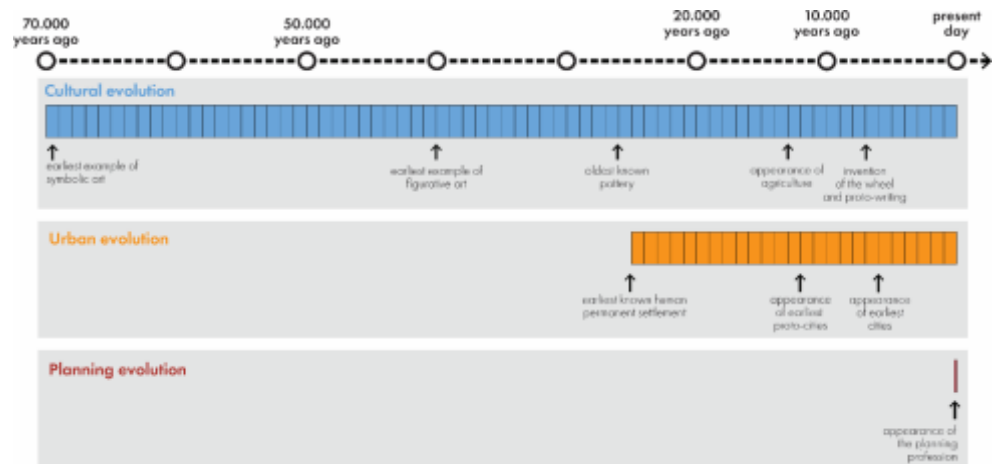 70.000
years ago
50.000
years ago
20.000
years ago
10.000
years ago
present
day
Cultural evolution
earliest example of
symbolic art
earliest example of
figurative art
oldest known
pottery
appearance of
agriculture
invention
of the wheel
and proto-writing
Urban evolution
earliest known human
permanent settlement
appearance
of earliest
proto-cities
appearance
of earliest
cities
Planning evolution
appearance of
the planning
profession